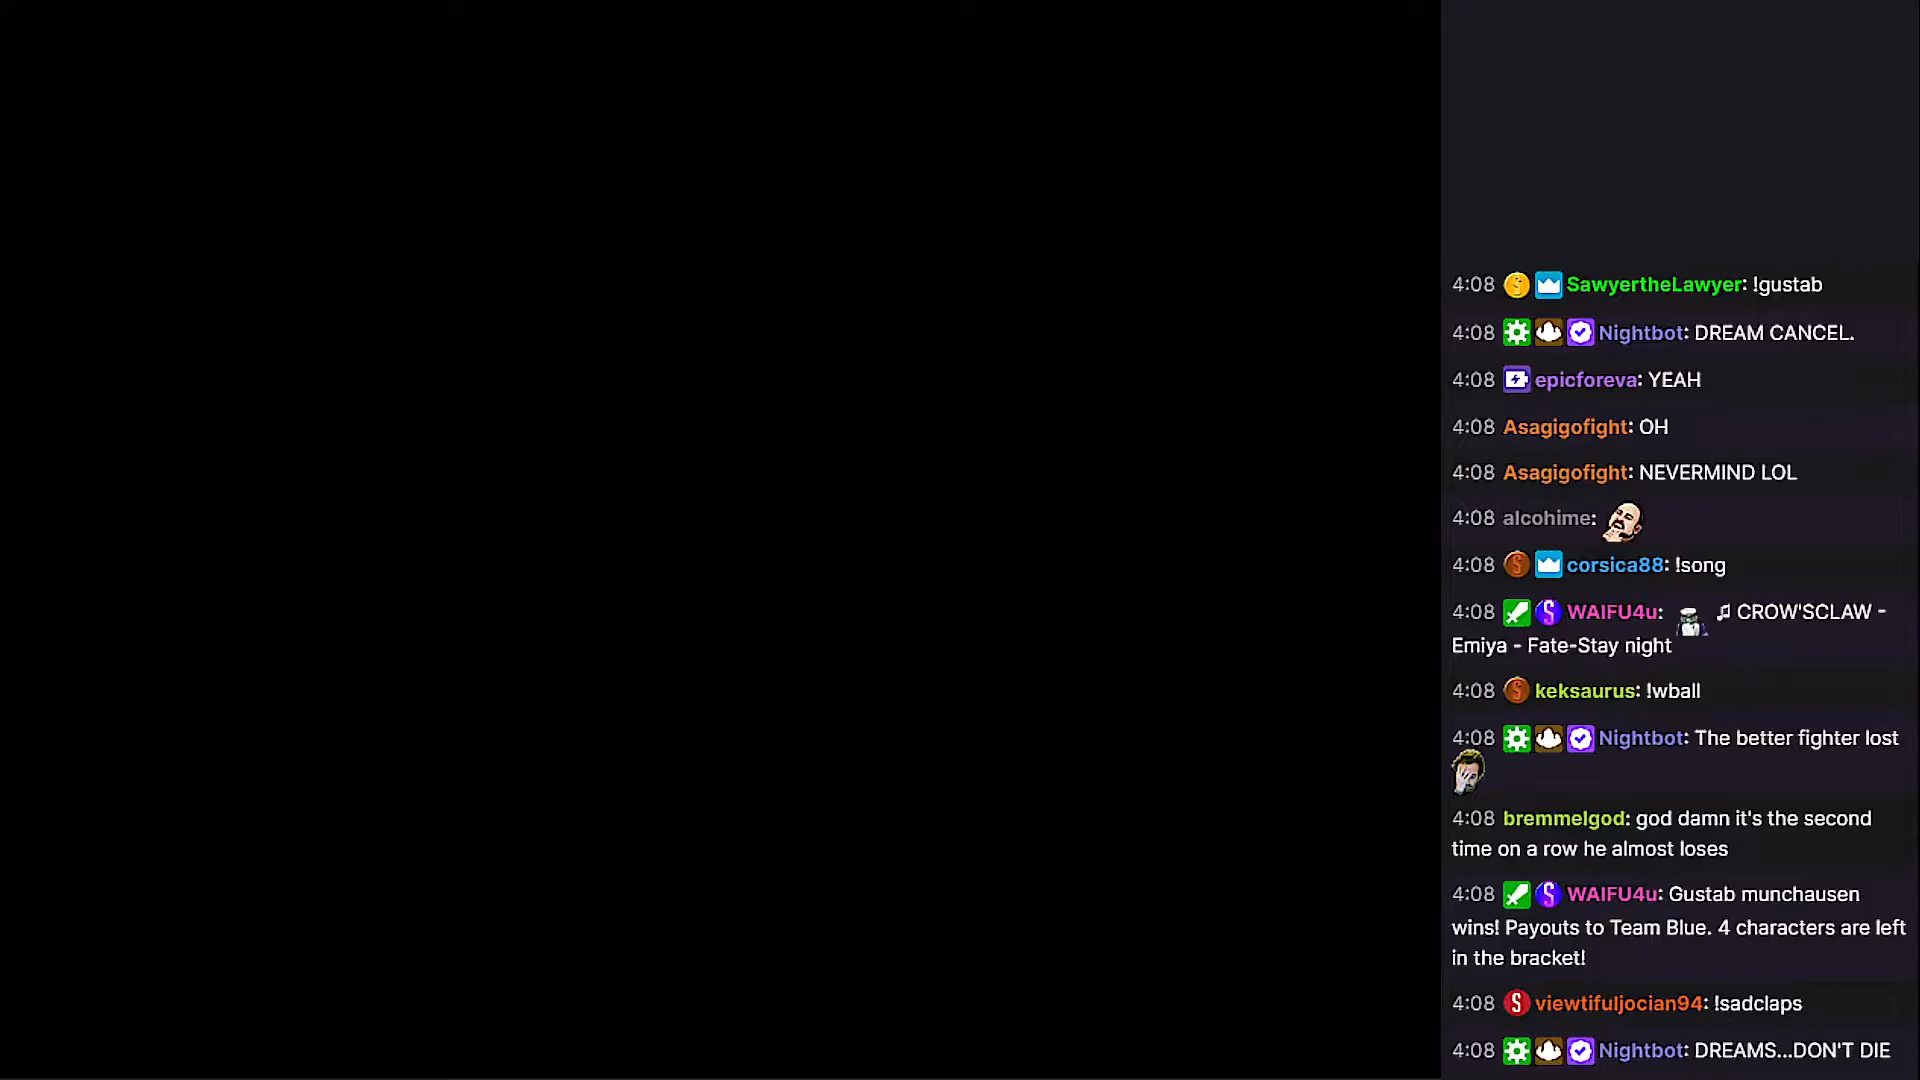 4:08 SawyertheLawyer: !gustab
4:08 Nightbot: DREAM CANCEL.
4:08 epicforeva: YEAH
4:08 Asagigofight: OH
4:08 Asagigofight: NEVERMIND LOL
4:08 alcohime:
4:08 corsica88: !song
4:08 WAIFU4u: ♫ CROW'SCLAW -
Emiya - Fate-Stay night
4:08 keksaurus: !wball
4:08 Nightbot: The better fighter lost
4:08 bremmelgod: god damn it's the second
time on a row he almost loses
4:08 WAIFU4u: Gustab munchausen
wins! Payouts to Team Blue. 4 characters are left
in the bracket!
4:08 viewtifuljocian94: !sadclaps
4:08 Nightbot: DREAMS...DON'T DIE